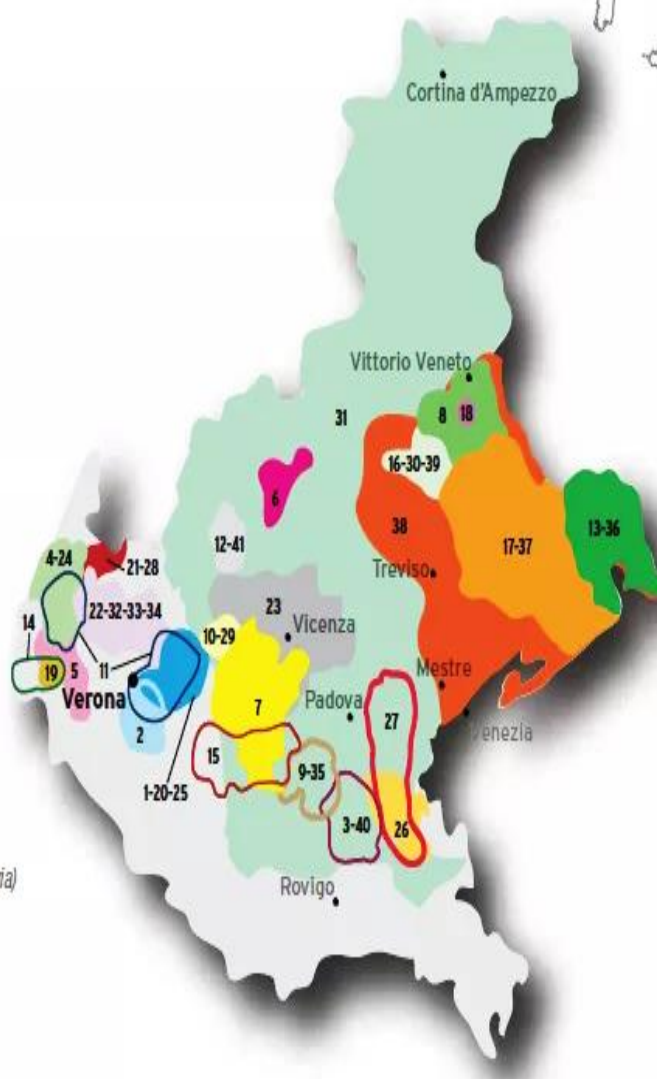 Cortina d'Ampezzo
Vittorio Veneto
31
8
18
16-30-39
6
38
17-37
13-36
12-41
4-24
21-28
Treviso
22-32-33-34
23
14
10-29
Vicenza
19
5
11
Mestre
Verona
Padova
7
27
Venezia
2
15
9-35
1-20-25
3-40
26
ia)
Rovigo